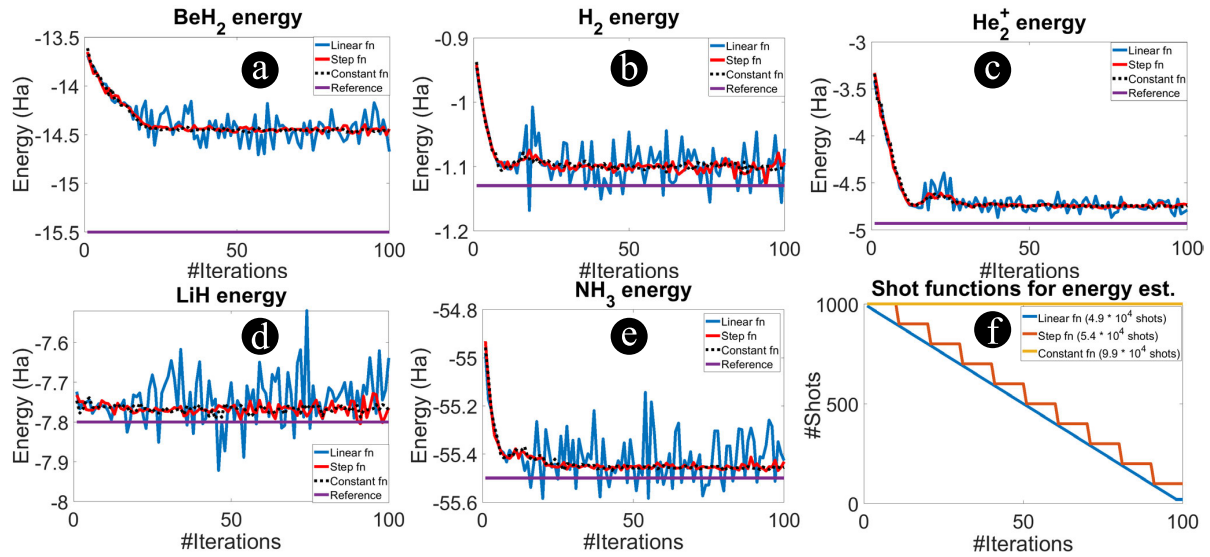 BeH2 energy
-13.5
-14
-14.5
-15
-15.5
0
50
100
Energy (Ha)
#Iterations
Linear fn
Step fn
Constant fn
Reference
a
H2 energy
-0.9
-1
-1.1
-1.2
0
50
100
Energy (Ha)
#Iterations
Linear fn
Step fn
Constant fn
Reference
b
He2+ energy
-3
-3.5
-4
-4.5
-5
0
50
100
Energy (Ha)
#Iterations
Linear fn
Step fn
Constant fn
Reference
c
LiH energy
-7.6
-7.7
-7.8
-7.9
-8
0
50
100
Energy (Ha)
#Iterations
Linear fn
Step fn
Constant fn
Reference
d
NH3 energy
-54.8
-55
-55.2
-55.4
-55.6
0
50
100
Energy (Ha)
#Iterations
Linear fn
Step fn
Constant fn
Reference
e
Shot functions for energy est.
1000
500
0
50
100
#Shots
#Iterations
Linear fn (4.9 * 10^4 shots)
Step fn (5.4 * 10^4 shots)
Constant fn (9.9 * 10^4 shots)
f